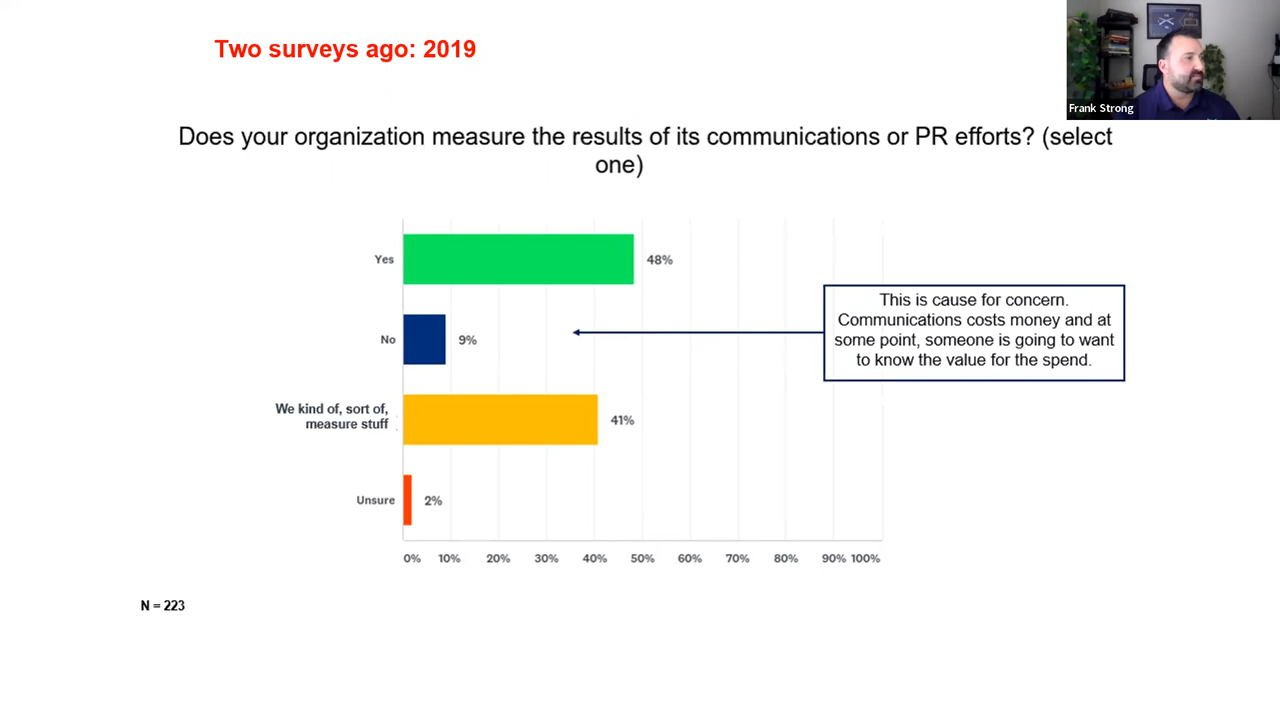 Two surveys ago: 2019
Frank Strong
Does your organization measure the results of its communications or PR efforts? (select
one)
Yes
48%
This is cause for concern.
Communications costs money and at
some point, someone is going to want
to know the value for the spend.
No
9%
We kind of, sort of,
measure stuff
41%
Unsure
2%
0% 10% 20% 30% 40% 50% 60% 70% 80% 90% 100%
N = 223